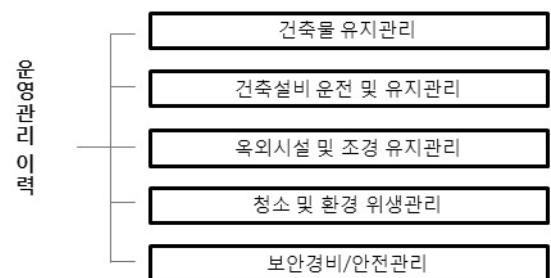 운영관리 이력
건축물 유지관리
건축설비 운전 및 유지관리
옥외시설 및 조경 유지관리
청소 및 환경 위생관리
보안경비/안전관리